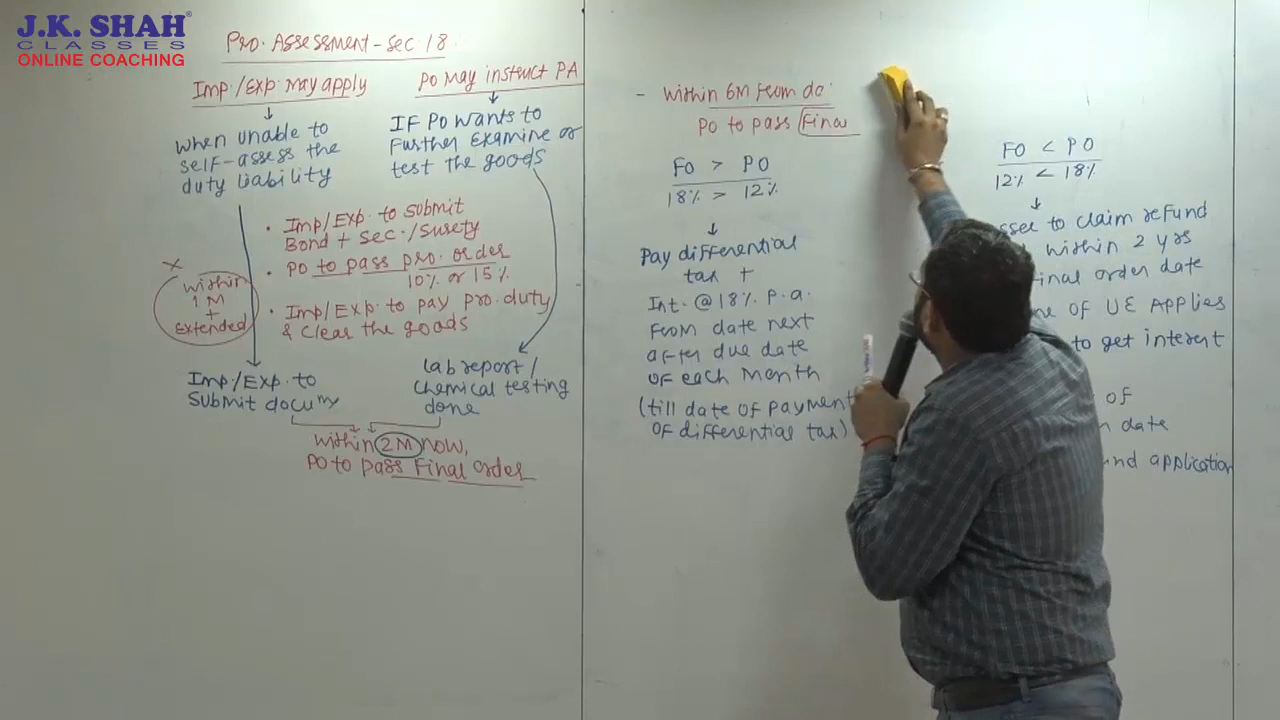 J.K. SHAH®
CLASSES
ONLINE COACHING
Pro. Assessment - Sec 18.
Imp./Exp. may apply
When unable to
self-assess the
duty liability
PO may instruct PA
IF PO wants to
Further Examine or
test the goods
• Imp/Exp. to submit
Bond + Sec./Surety
• PO to pass pro. order
10% or 15%
• Imp/Exp. to pay pro. duty
& clear the goods
X
within
1 M
+
Extended
Imp/Exp. to
submit docu
lab report /
Chemical testing
done
within 2 M now,
PO to pass Final order
- Within 6M from da
PO to pass Fina
FO > PO
18% > 12%
Pay differential
tax +
Int. @ 18% p.a.
From date next
after due date
of each month
(till date of payment
of differential tax)
FO < PO
12% < 18%
ssee to claim refund
within 2 yrs
inal order date
ne of UE Applies
to get interest
of
n date
und application